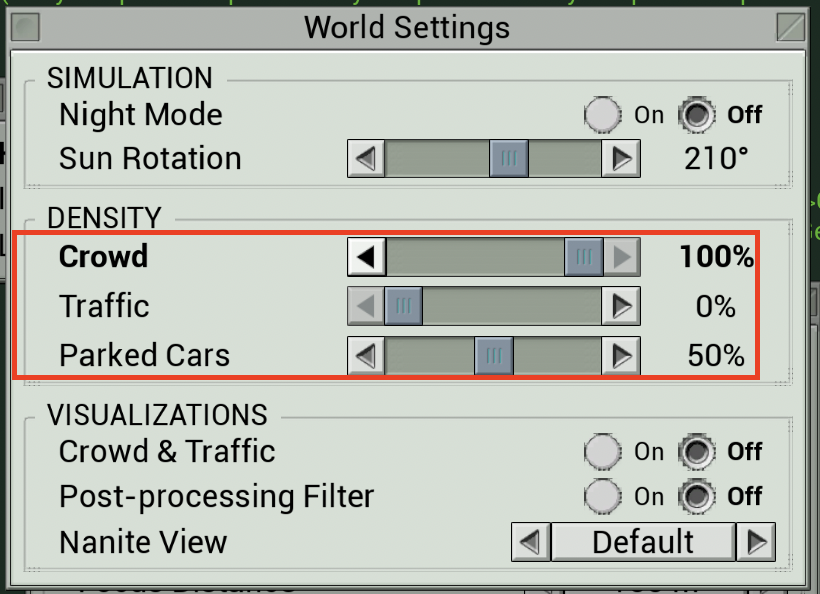 World Settings
SIMULATION
Night Mode On Off
Sun Rotation 210°
DENSITY
Crowd 100%
Traffic 0%
Parked Cars 50%
VISUALIZATIONS
Crowd & Traffic On Off
Post-processing Filter On Off
Nanite View Default